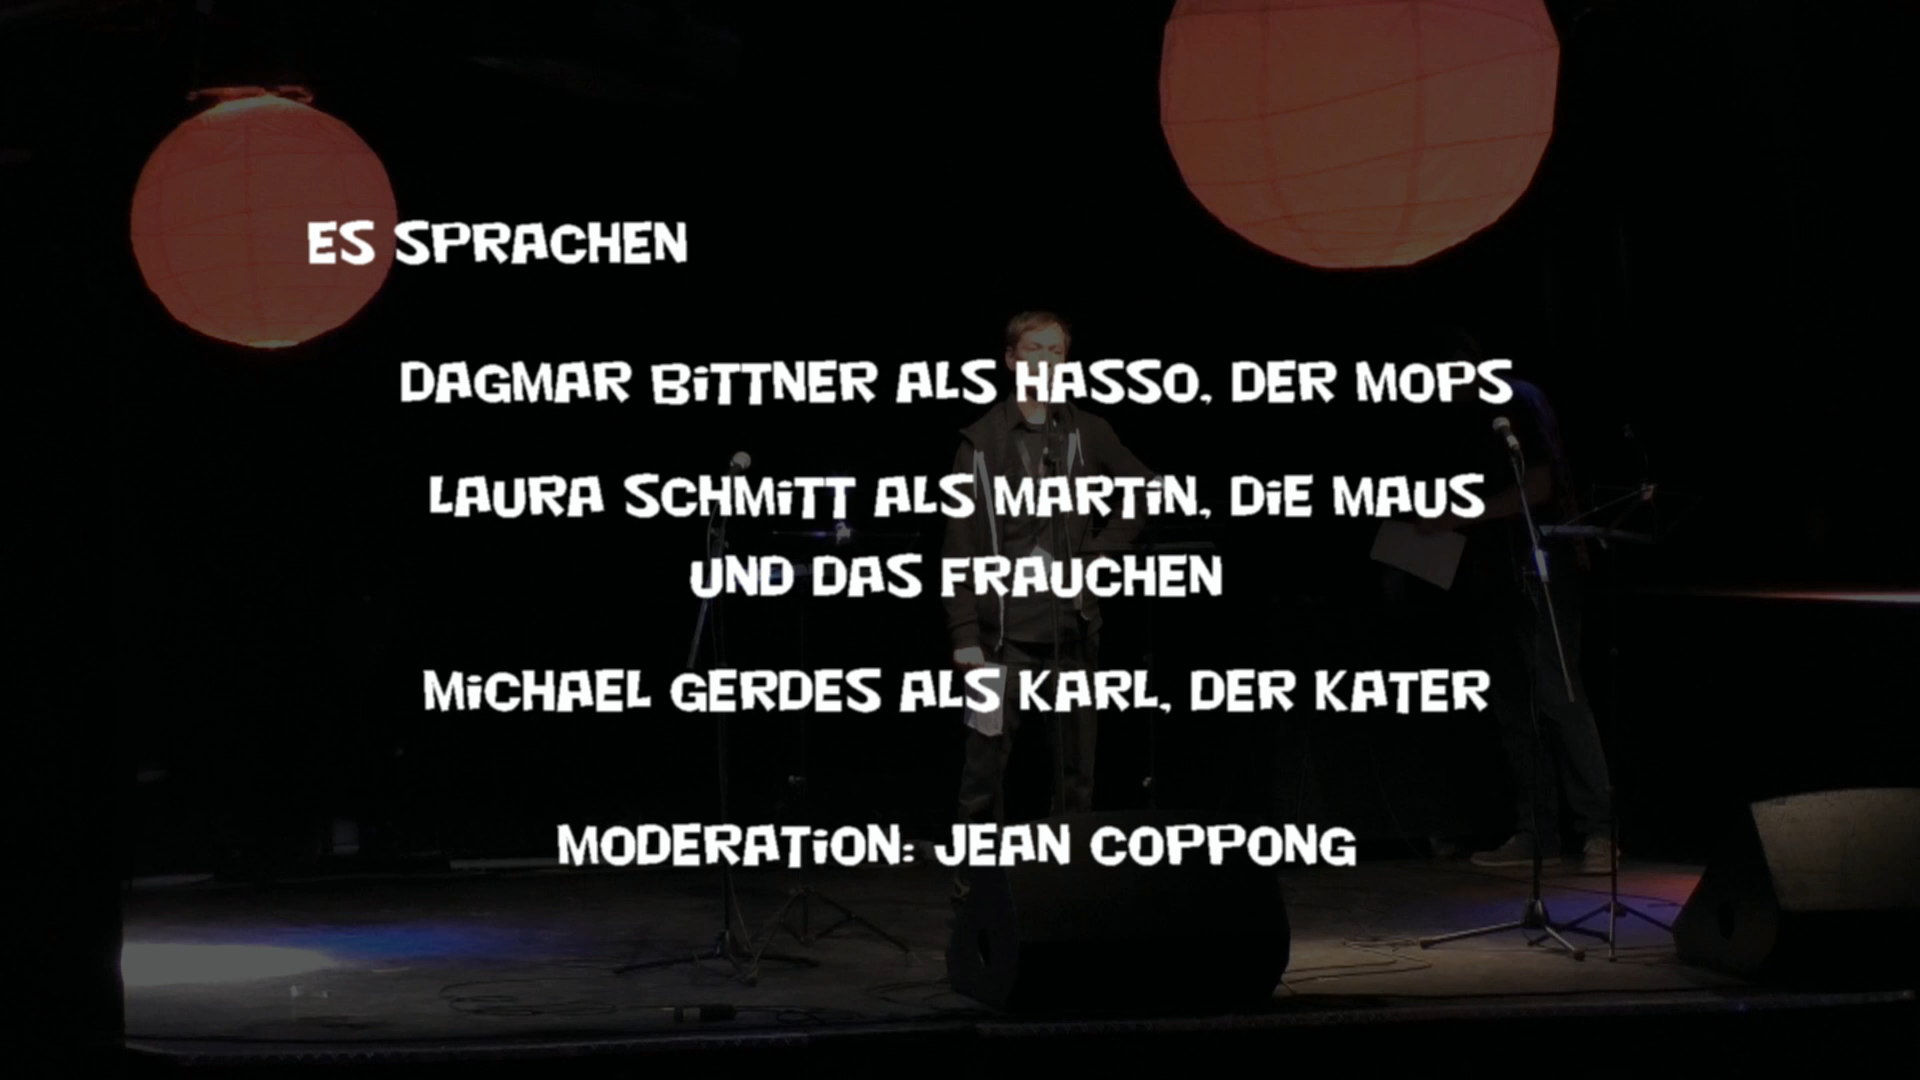 ES SPRACHEN
DAGMAR BITTNER ALS HASSO, DER MOPS
LAURA SCHMITT ALS MARTIN, DIE MAUS
UND DAS FRAUCHEN
MICHAEL GERDES ALS KARL, DER KATER
MODERATION: JEAN COPPONG